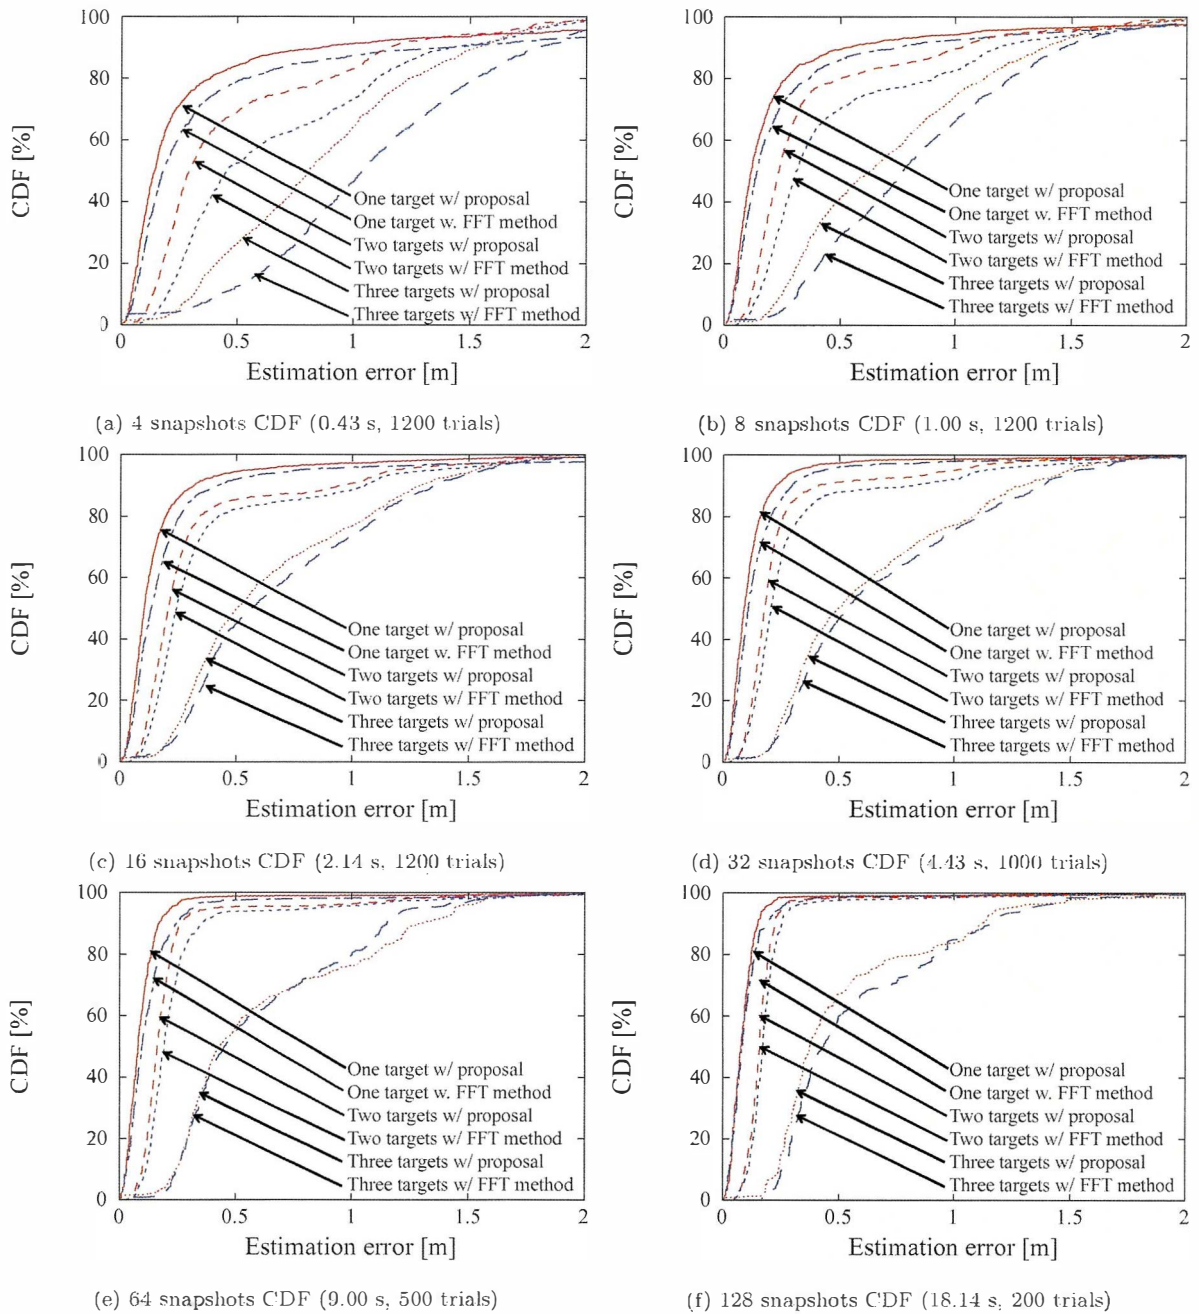 100
80
60
40
20
0
CDF [%]
One target w/ proposal
One target w. FFT method
Two targets w/ proposal
Two targets w/ FFT method
Three targets w/ proposal
Three targets w/ FFT method
0 0.5 1 1.5 2
Estimation error [m]
(a) 4 snapshots CDF (0.43 s, 1200 trials)
100
80
60
40
20
0
CDF [%]
One target w/ proposal
One target w. FFT method
Two targets w/ proposal
Two targets w/ FFT method
Three targets w/ proposal
Three targets w/ FFT method
0 0.5 1 1.5 2
Estimation error [m]
(b) 8 snapshots CDF (1.00 s, 1200 trials)
100
80
60
40
20
0
CDF [%]
One target w/ proposal
One target w. FFT method
Two targets w/ proposal
Two targets w/ FFT method
Three targets w/ proposal
Three targets w/ FFT method
0 0.5 1 1.5 2
Estimation error [m]
(c) 16 snapshots CDF (2.14 s, 1200 trials)
100
80
60
40
20
0
CDF [%]
One target w/ proposal
One target w. FFT method
Two targets w/ proposal
Two targets w/ FFT method
Three targets w/ proposal
Three targets w/ FFT method
0 0.5 1 1.5 2
Estimation error [m]
(d) 32 snapshots CDF (4.43 s, 1000 trials)
100
80
60
40
20
0
CDF [%]
One target w/ proposal
One target w. FFT method
Two targets w/ proposal
Two targets w/ FFT method
Three targets w/ proposal
Three targets w/ FFT method
0 0.5 1 1.5 2
Estimation error [m]
(e) 64 snapshots CDF (9.00 s, 500 trials)
100
80
60
40
20
0
CDF [%]
One target w/ proposal
One target w. FFT method
Two targets w/ proposal
Two targets w/ FFT method
Three targets w/ proposal
Three targets w/ FFT method
0 0.5 1 1.5 2
Estimation error [m]
(f) 128 snapshots CDF (18.14 s, 200 trials)